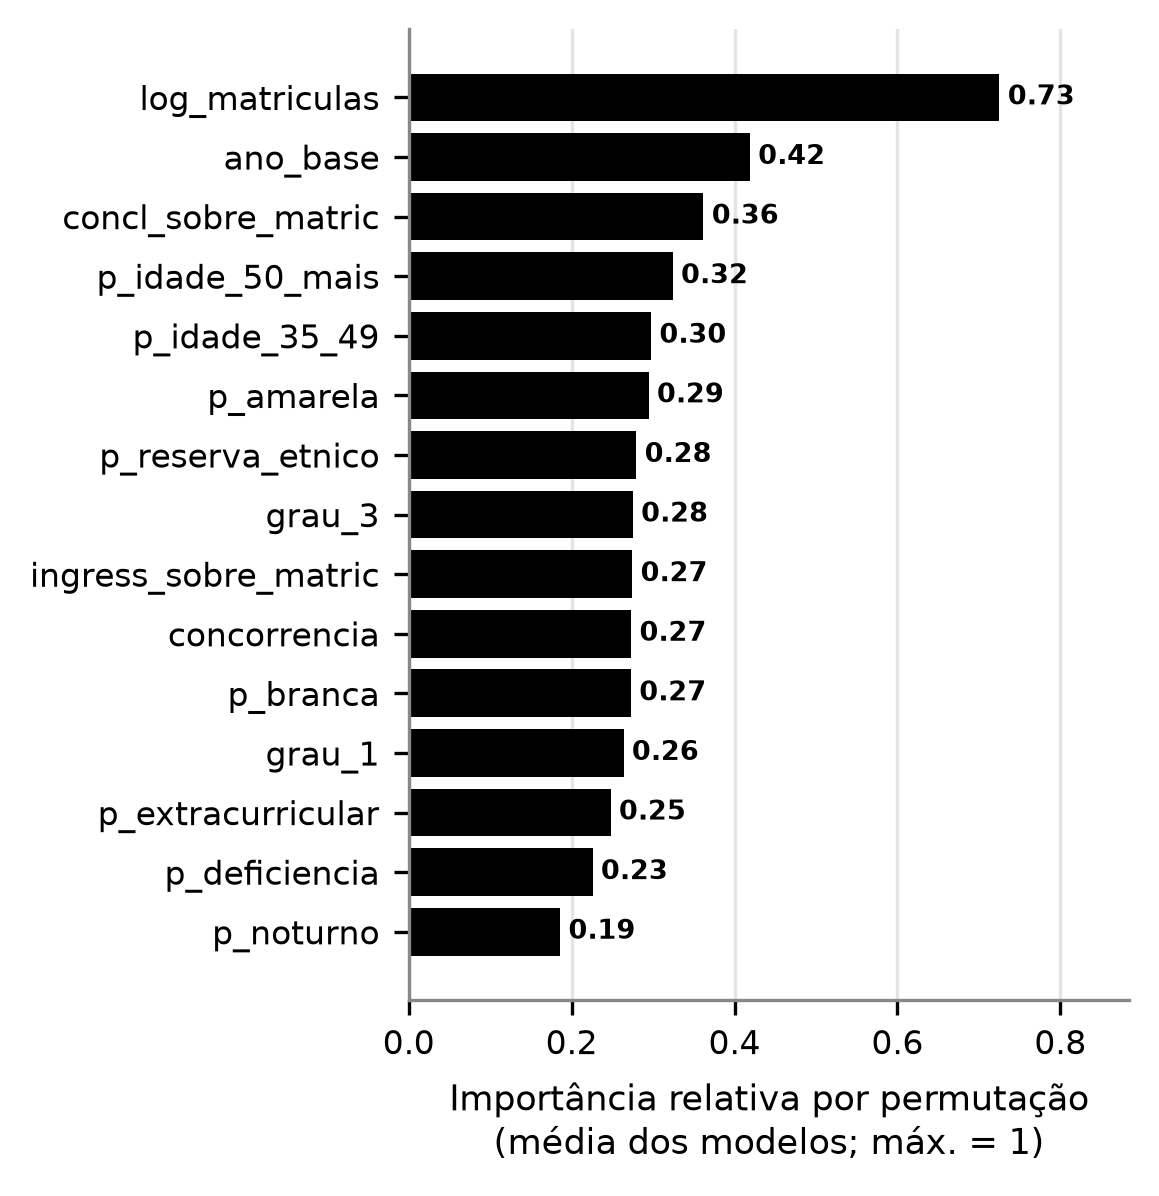 log_matriculas 0.73
ano_base 0.42
concl_sobre_matric 0.36
p_idade_50_mais 0.32
p_idade_35_49 0.30
p_amarela 0.29
p_reserva_etnico 0.28
grau_3 0.28
ingress_sobre_matric 0.27
concorrencia 0.27
p_branca 0.27
grau_1 0.26
p_extracurricular 0.25
p_deficiencia 0.23
p_noturno 0.19
0.0 0.2 0.4 0.6 0.8
Importância relativa por permutação
(média dos modelos; máx. = 1)